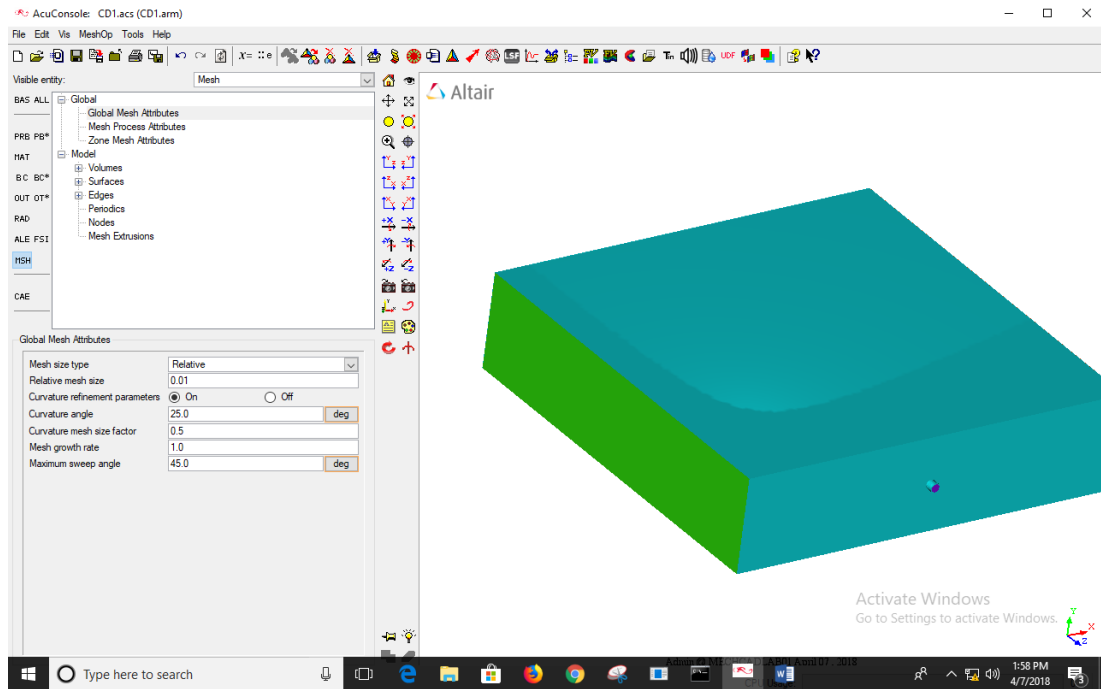 AcuConsole: CD1.acs (CD1.arm)
File Edit Vis MeshOp Tools Help
x= ::e LSF Tm UDF
Visible entity: Mesh
BAS ALL
PRB PB*
MAT
BC BC*
OUT OT*
RAD
ALE FSI
MSH
CAE
Global
Global Mesh Attributes
Mesh Process Attributes
Zone Mesh Attributes
Model
Volumes
Surfaces
Edges
Periodics
Nodes
Mesh Extrusions
Altair
Global Mesh Attributes
Mesh size type Relative
Relative mesh size 0.01
Curvature refinement parameters On Off
Curvature angle 25.0 deg
Curvature mesh size factor 0.5
Mesh growth rate 1.0
Maximum sweep angle 45.0 deg
Activate Windows
Go to Settings to activate Windows.
Y
X
Z
Type here to search
1:58 PM
4/7/2018
3